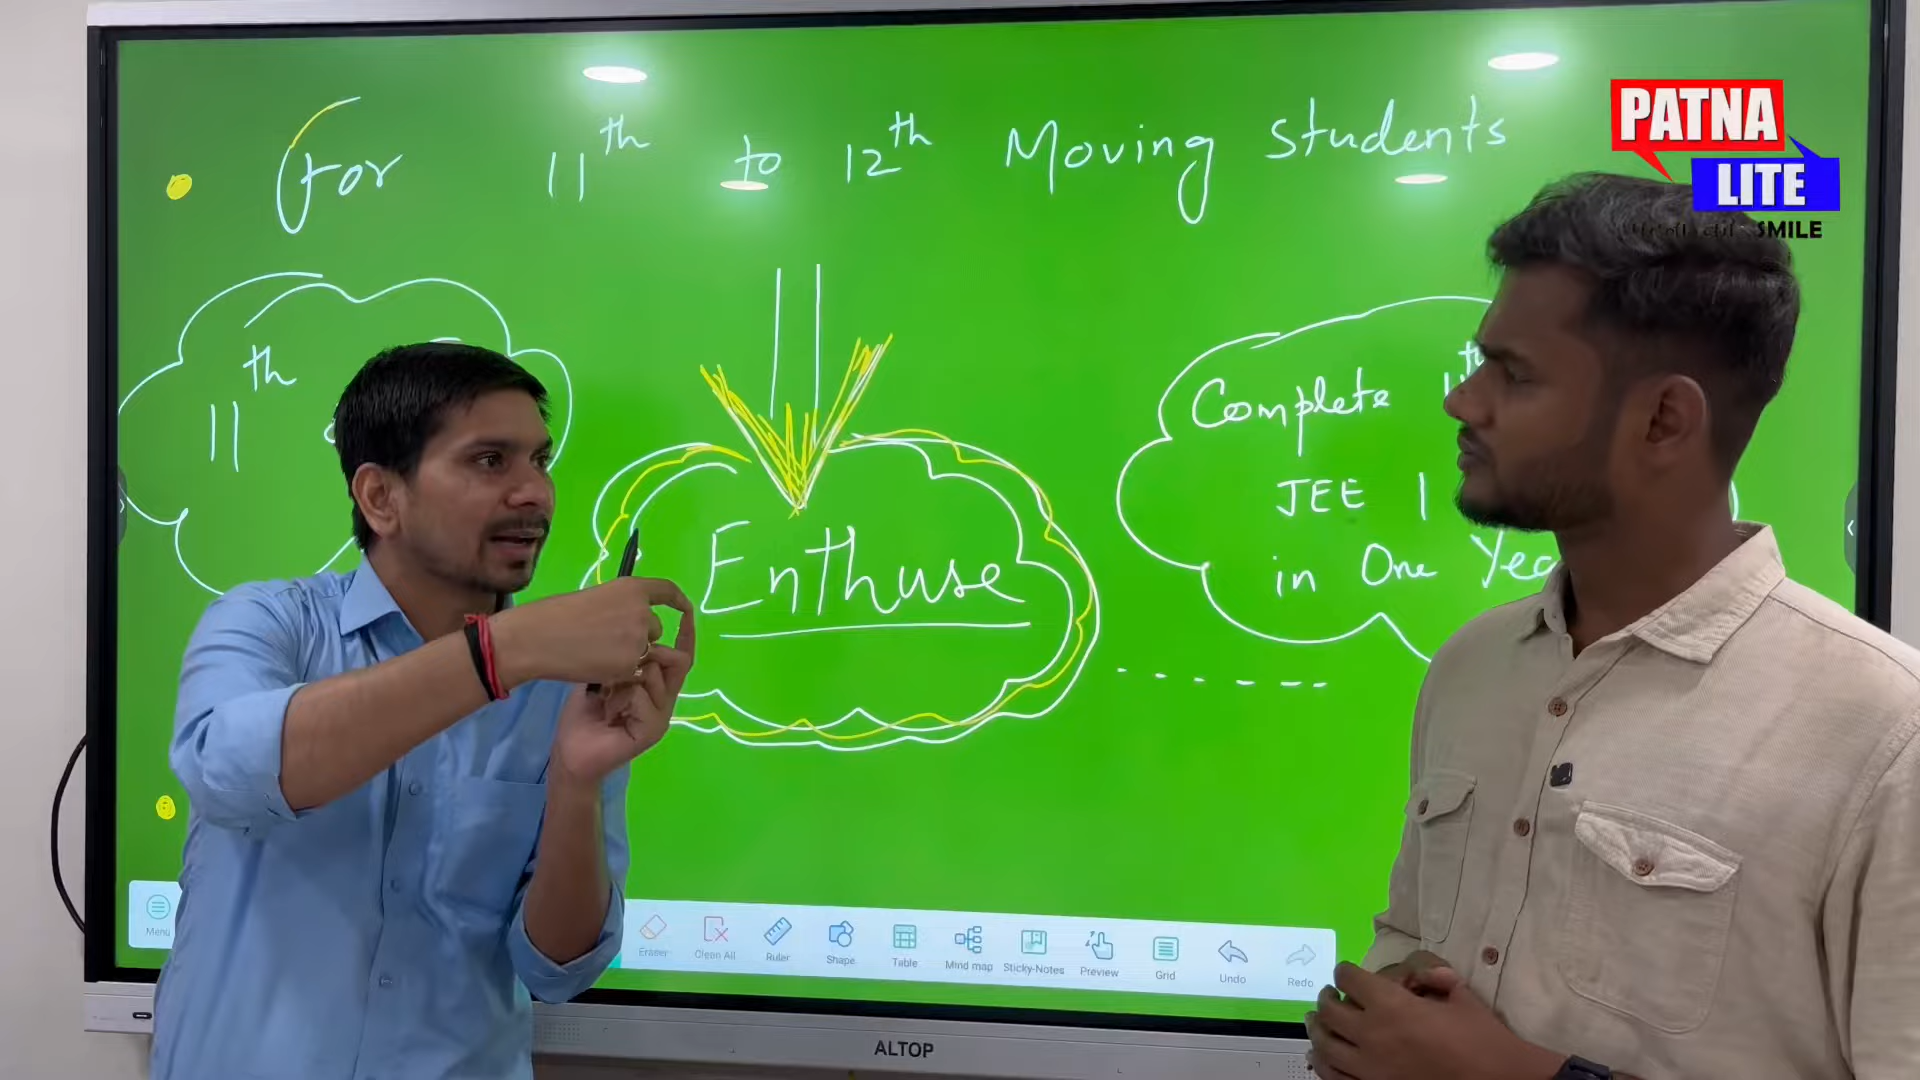 PATNA
LITE
SMILE
For 11th to 12th Moving Students
11th
Enthuse
Complete
JEE
in One
Menu
Eraser
Clean All
Ruler
Shape
Table
Mind map
Sticky-Notes
Preview
Grid
Undo
Redo
ALTOP